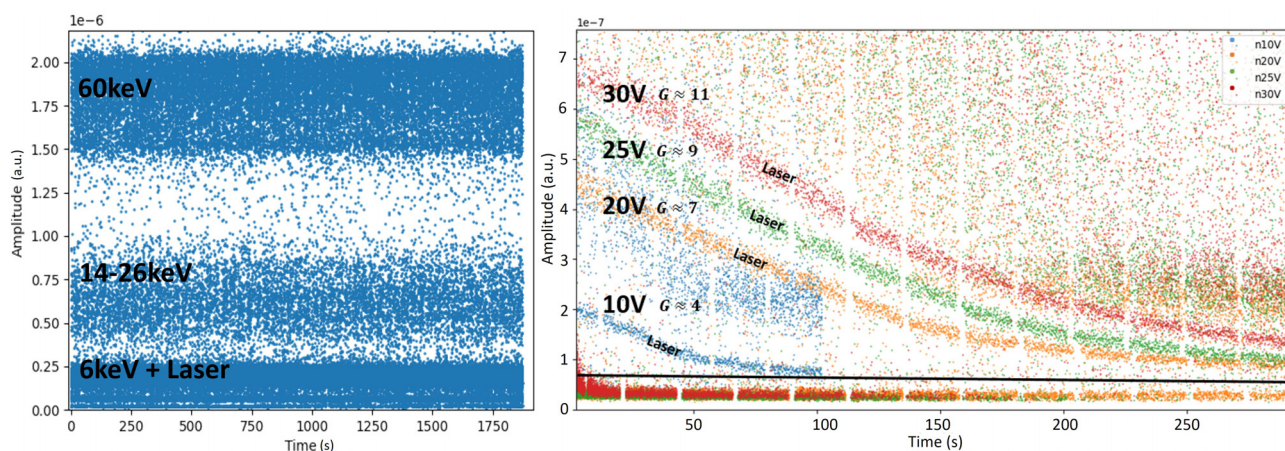 1e-6
2.00
60keV
1.75
1.50
1.25
1.00
14-26keV
0.75
0.50
6keV + Laser
0.25
0.00
0 250 500 750 1000 1250 1500 1750
Time (s)
Amplitude (a.u.)
1e-7
n10V
n20V
n25V
n30V
7
30V G ≈ 11
6
25V G ≈ 9
5
Laser
20V G ≈ 7
4
Laser
3
Laser
10V G ≈ 4
2
Laser
1
0
50 100 150 200 250
Time (s)
Amplitude (a.u.)